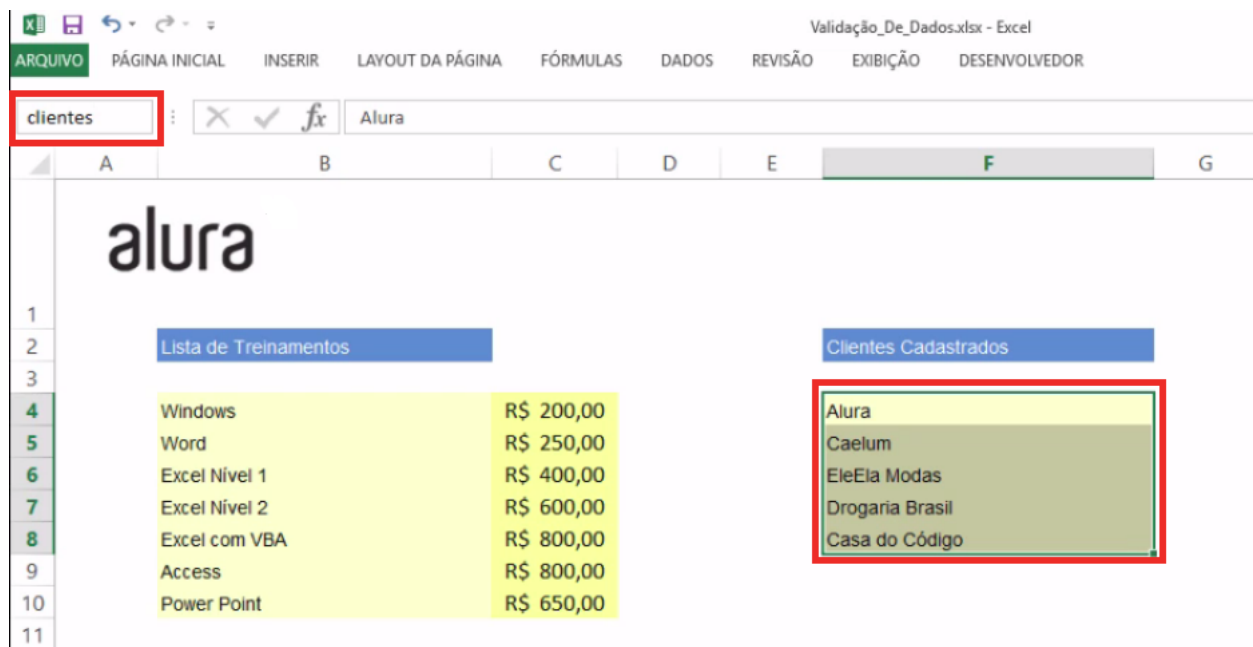 Validação_De_Dados.xlsx - Excel
ARQUIVO PÁGINA INICIAL INSERIR LAYOUT DA PÁGINA FÓRMULAS DADOS REVISÃO EXIBIÇÃO DESENVOLVEDOR
clientes fx Alura
A B C D E F G
alura
1
2 Lista de Treinamentos Clientes Cadastrados
3
4 Windows R$ 200,00 Alura
5 Word R$ 250,00 Caelum
6 Excel Nível 1 R$ 400,00 EleEla Modas
7 Excel Nível 2 R$ 600,00 Drogaria Brasil
8 Excel com VBA R$ 800,00 Casa do Código
9 Access R$ 800,00
10 Power Point R$ 650,00
11